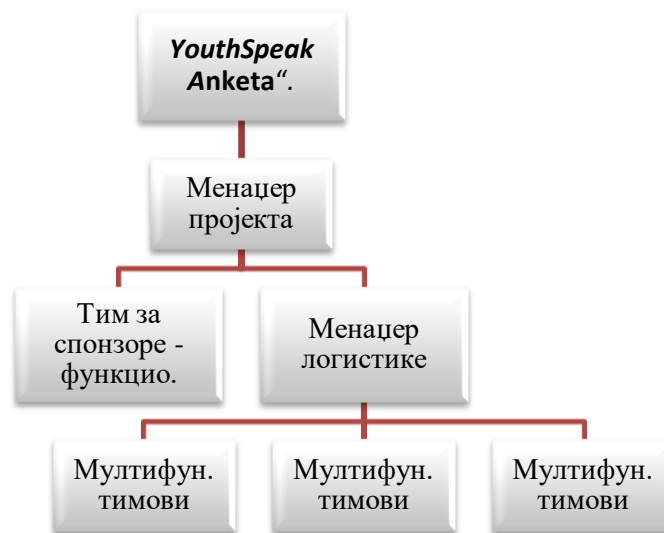 YouthSpeak
Anketa“.
Менаџер
пројекта
Тим за
спонзоре -
функцио.
Менаџер
логистике
Мултифун.
тимови
Мултифун.
тимови
Мултифун.
тимови